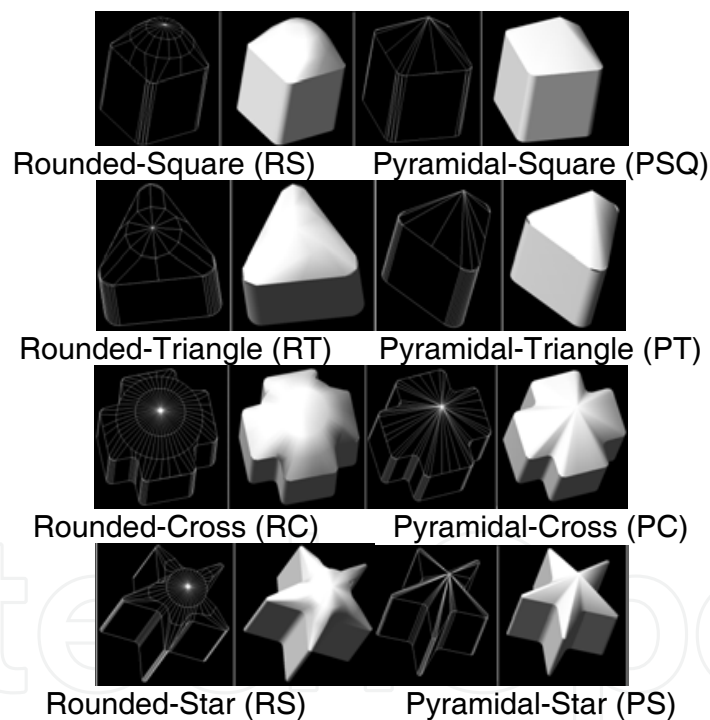 Rounded-Square (RS) Pyramidal-Square (PSQ)
Rounded-Triangle (RT) Pyramidal-Triangle (PT)
Rounded-Cross (RC) Pyramidal-Cross (PC)
Rounded-Star (RS) Pyramidal-Star (PS)